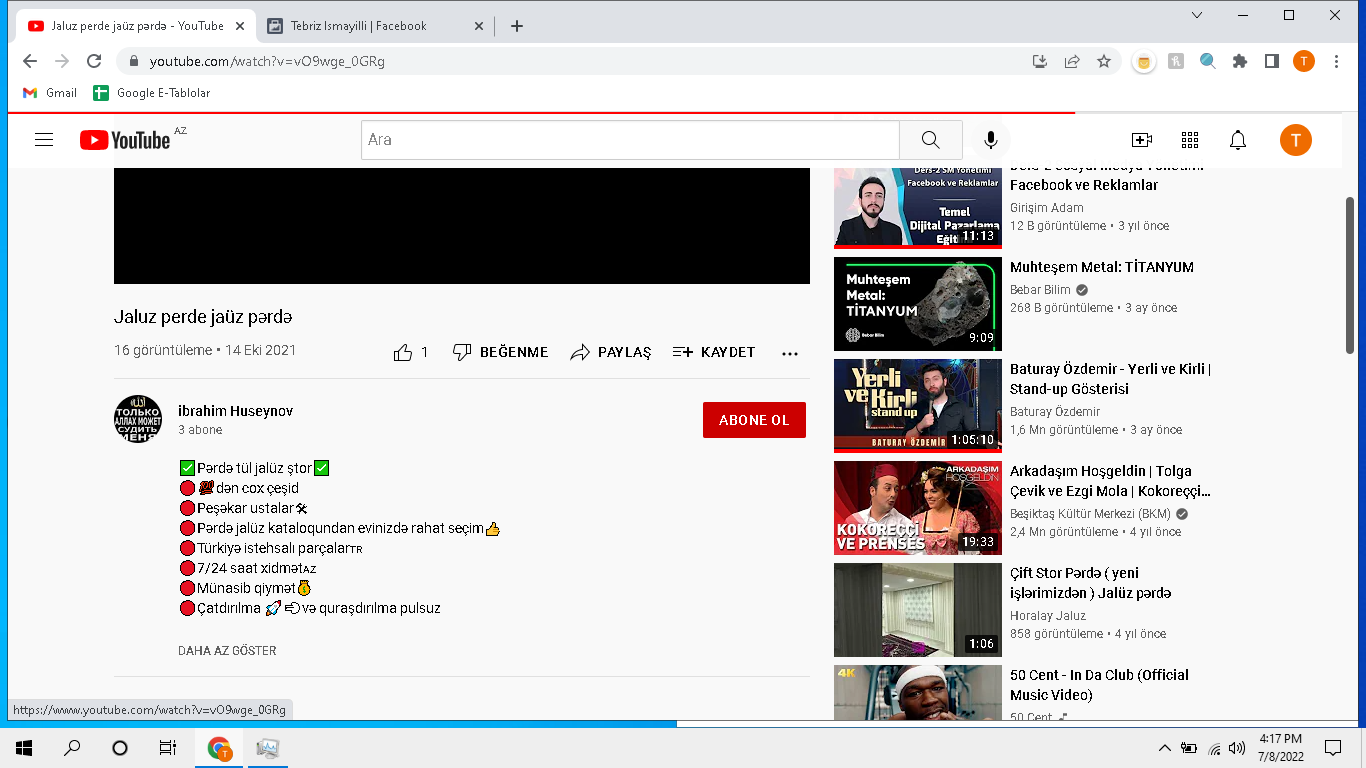 Jaluz perde jaüz pərdə - YouTube
Tebriz Ismayilli | Facebook
youtube.com/watch?v=vO9wge_0GRg
Gmail
Google E-Tablolar
YouTube AZ
Ara
T
Jaluz perde jaüz pərdə
16 görüntüleme • 14 Eki 2021
1
BEĞENME
PAYLAŞ
KAYDET
ТОЛЬКО
АЛЛАХ МОЖЕТ
СУДИТЬ
МЕНЯ
ibrahim Huseynov
3 abone
ABONE OL
✅Pərdə tül jalüz ştor✅
🔴💯dən cox çeşid
🔴Peşəkar ustalar🛠
🔴Pərdə jalüz kataloqundan evinizdə rahat seçim👍
🔴Türkiyə istehsalı parçalarTR
🔴7/24 saat xidmətAZ
🔴Münasib qiymət💰
🔴Çatdırılma 🚀💨və quraşdırılma pulsuz
DAHA AZ GÖSTER
Ders-2 SM Yönetimi
Facebook ve Reklamlar
Temel
Dijital Pazarlama
Eğitimi
11:13
Ders-2 Sosyal Medya Yönetimi
Facebook ve Reklamlar
Girişim Adam
12 B görüntüleme • 3 yıl önce
Muhteşem
Metal:
TİTANYUM
Bebar Bilim
9:09
Muhteşem Metal: TİTANYUM
Bebar Bilim
268 B görüntüleme • 3 ay önce
Yerli
ve Kirli
stand up
BATURAY ÖZDEMİR
1:05:10
Baturay Özdemir - Yerli ve Kirli |
Stand-up Gösterisi
Baturay Özdemir
1,6 Mn görüntüleme • 3 ay önce
ARKADAŞIM
HOŞGELDİN
KOKOREÇÇİ
VE PRENSES
19:33
Arkadaşım Hoşgeldin | Tolga
Çevik ve Ezgi Mola | Kokoreççi...
Beşiktaş Kültür Merkezi (BKM)
2,4 Mn görüntüleme • 4 yıl önce
1:06
Çift Stor Pərdə ( yeni
işlərimizdən ) Jalüz pərdə
Horalay Jaluz
858 görüntüleme • 4 yıl önce
4K
50 Cent - In Da Club (Official
Music Video)
50 Cent
https://www.youtube.com/watch?v=vO9wge_0GRg
4:17 PM
7/8/2022